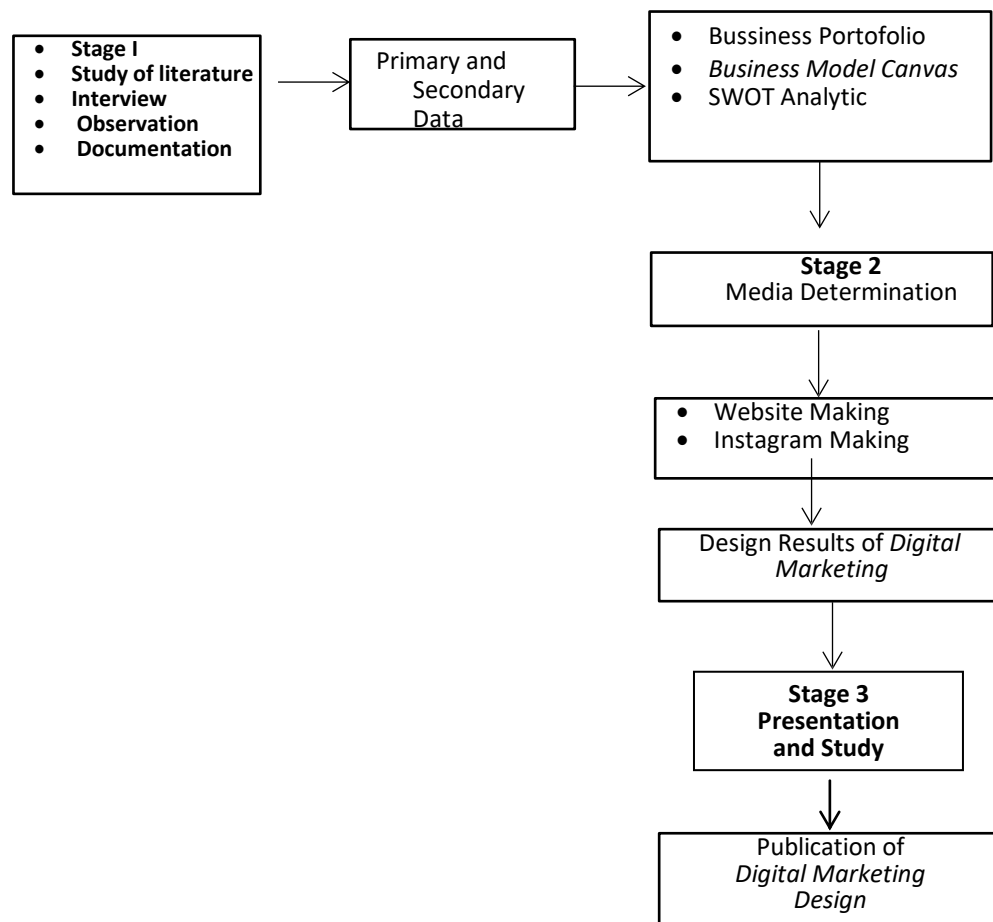 • Stage I
• Study of literature
• Interview
• Observation
• Documentation
Primary and
Secondary
Data
• Bussiness Portofolio
• Business Model Canvas
• SWOT Analytic
Stage 2
Media Determination
• Website Making
• Instagram Making
Design Results of Digital
Marketing
Stage 3
Presentation
and Study
Publication of
Digital Marketing
Design